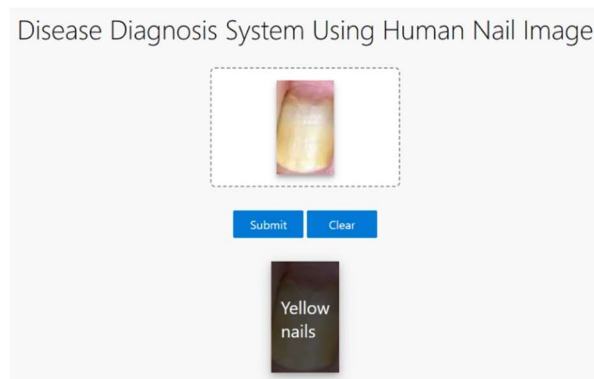 Disease Diagnosis System Using Human Nail Image
Submit Clear
Yellow
nails